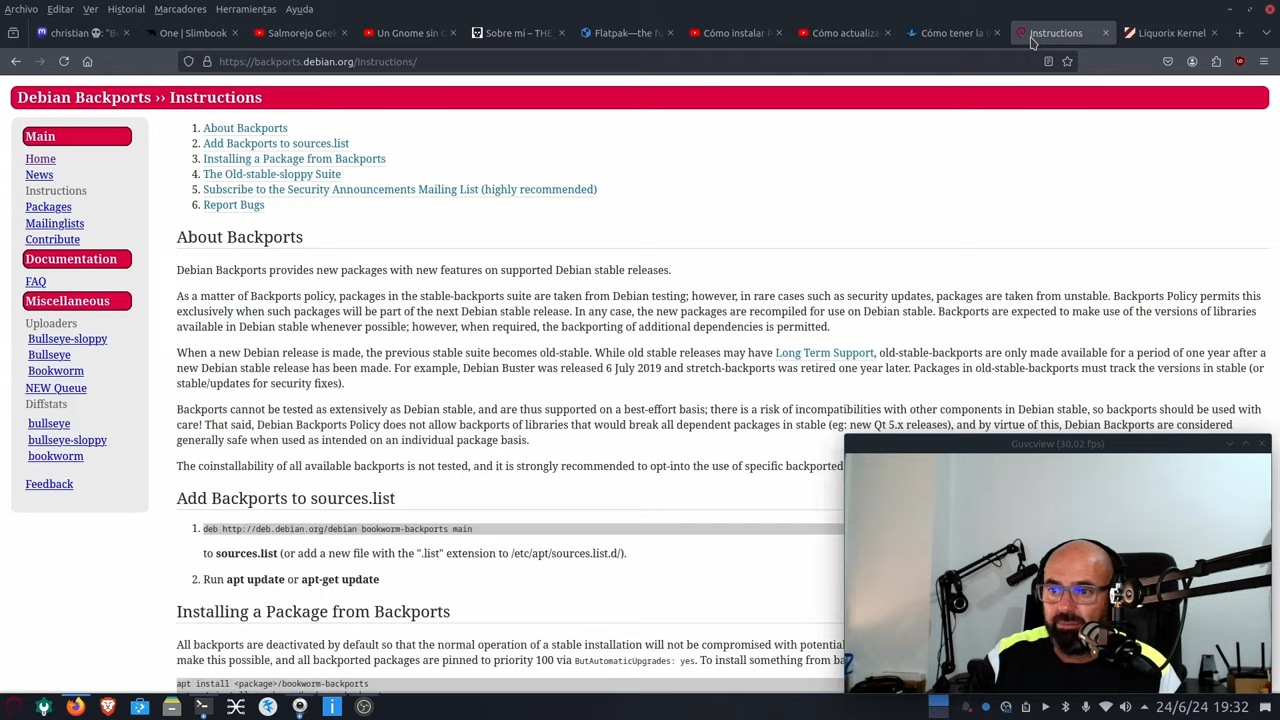 Archivo Editar Ver Historial Marcadores Herramientas Ayuda
christian 💀: "Bu One | Slimbook Salmorejo Geek Un Gnome sin G Sobre mi – THE Flatpak—the fu Cómo instalar F Cómo actualiza Cómo tener la ú Instructions Liquorix Kernel
https://backports.debian.org/Instructions/
Debian Backports ›› Instructions
Main
Home
News
Instructions
Packages
Mailinglists
Contribute
Documentation
FAQ
Miscellaneous
Uploaders
Bullseye-sloppy
Bullseye
Bookworm
NEW Queue
Diffstats
bullseye
bullseye-sloppy
bookworm
Feedback
1. About Backports
2. Add Backports to sources.list
3. Installing a Package from Backports
4. The Old-stable-sloppy Suite
5. Subscribe to the Security Announcements Mailing List (highly recommended)
6. Report Bugs
About Backports
Debian Backports provides new packages with new features on supported Debian stable releases.
As a matter of Backports policy, packages in the stable-backports suite are taken from Debian testing; however, in rare cases such as security updates, packages are taken from unstable. Backports Policy permits this
exclusively when such packages will be part of the next Debian stable release. In any case, the new packages are recompiled for use on Debian stable. Backports are expected to make use of the versions of libraries
available in Debian stable whenever possible; however, when required, the backporting of additional dependencies is permitted.
When a new Debian release is made, the previous stable suite becomes old-stable. While old stable releases may have Long Term Support, old-stable-backports are only made available for a period of one year after a
new Debian stable release has been made. For example, Debian Buster was released 6 July 2019 and stretch-backports was retired one year later. Packages in old-stable-backports must track the versions in stable (or
stable/updates for security fixes).
Backports cannot be tested as extensively as Debian stable, and are thus supported on a best-effort basis; there is a risk of incompatibilities with other components in Debian stable, so backports should be used with
care! That said, Debian Backports Policy does not allow backports of libraries that would break all dependent packages in stable (eg: new Qt 5.x releases), and by virtue of this, Debian Backports are considered
generally safe when used as intended on an individual package basis.
The coinstallability of all available backports is not tested, and it is strongly recommended to opt-into the use of specific backported
Add Backports to sources.list
1. deb http://deb.debian.org/debian bookworm-backports main
to sources.list (or add a new file with the ".list" extension to /etc/apt/sources.list.d/).
2. Run apt update or apt-get update
Installing a Package from Backports
All backports are deactivated by default so that the normal operation of a stable installation will not be compromised with potential
make this possible, and all backported packages are pinned to priority 100 via ButAutomaticUpgrades: yes. To install something from ba
apt install <package>/bookworm-backports
Guvcview (30,02 fps)
24/6/24 19:32